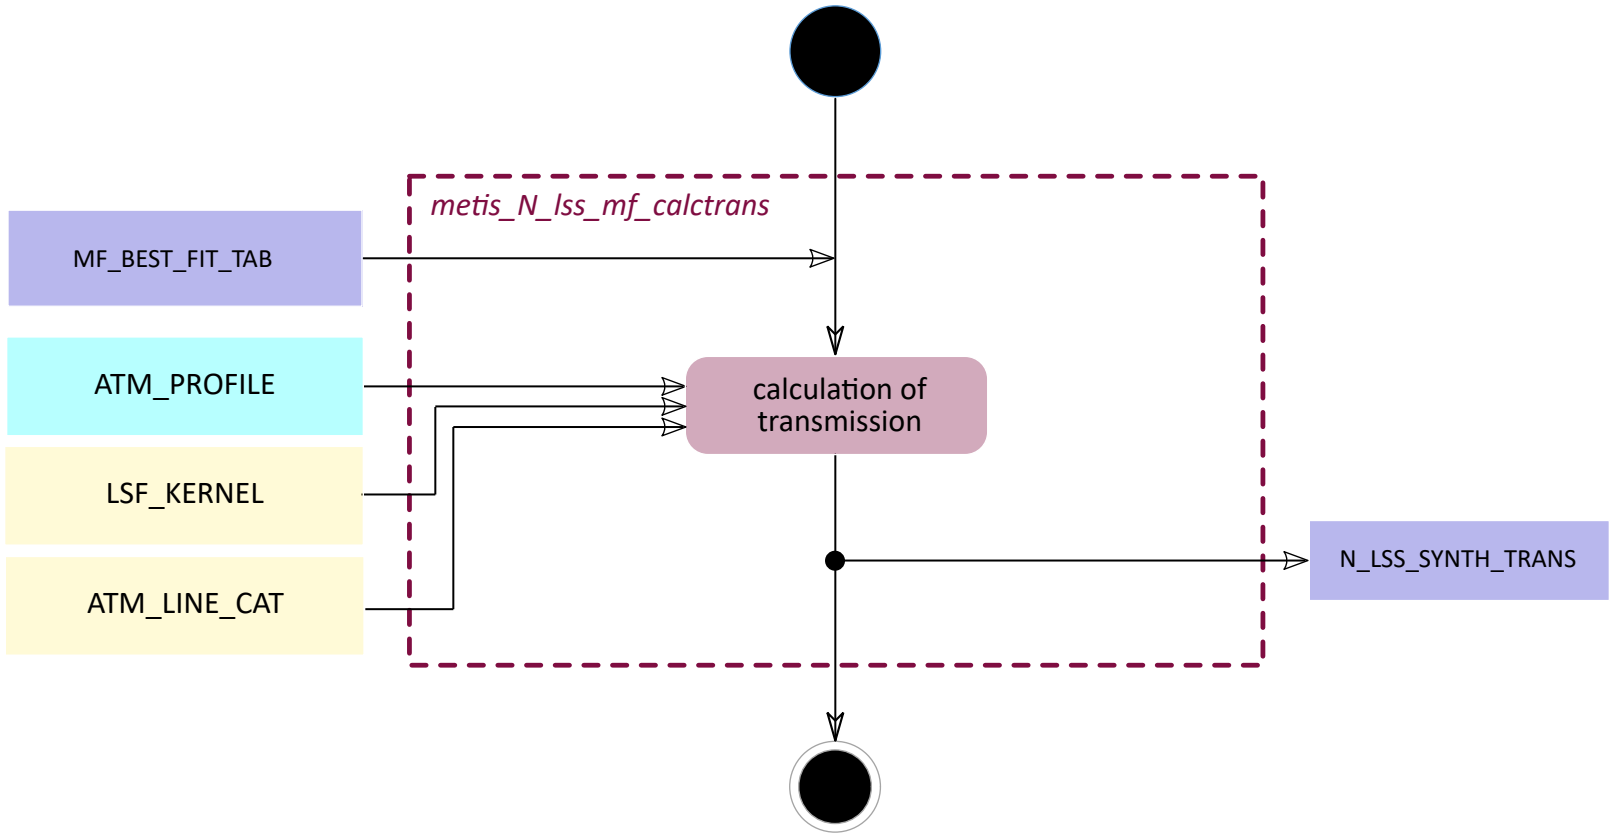 metis_N_lss_mf_calctrans
MF_BEST_FIT_TAB
ATM_PROFILE
calculation of
transmission
LSF_KERNEL
N_LSS_SYNTH_TRANS
ATM_LINE_CAT